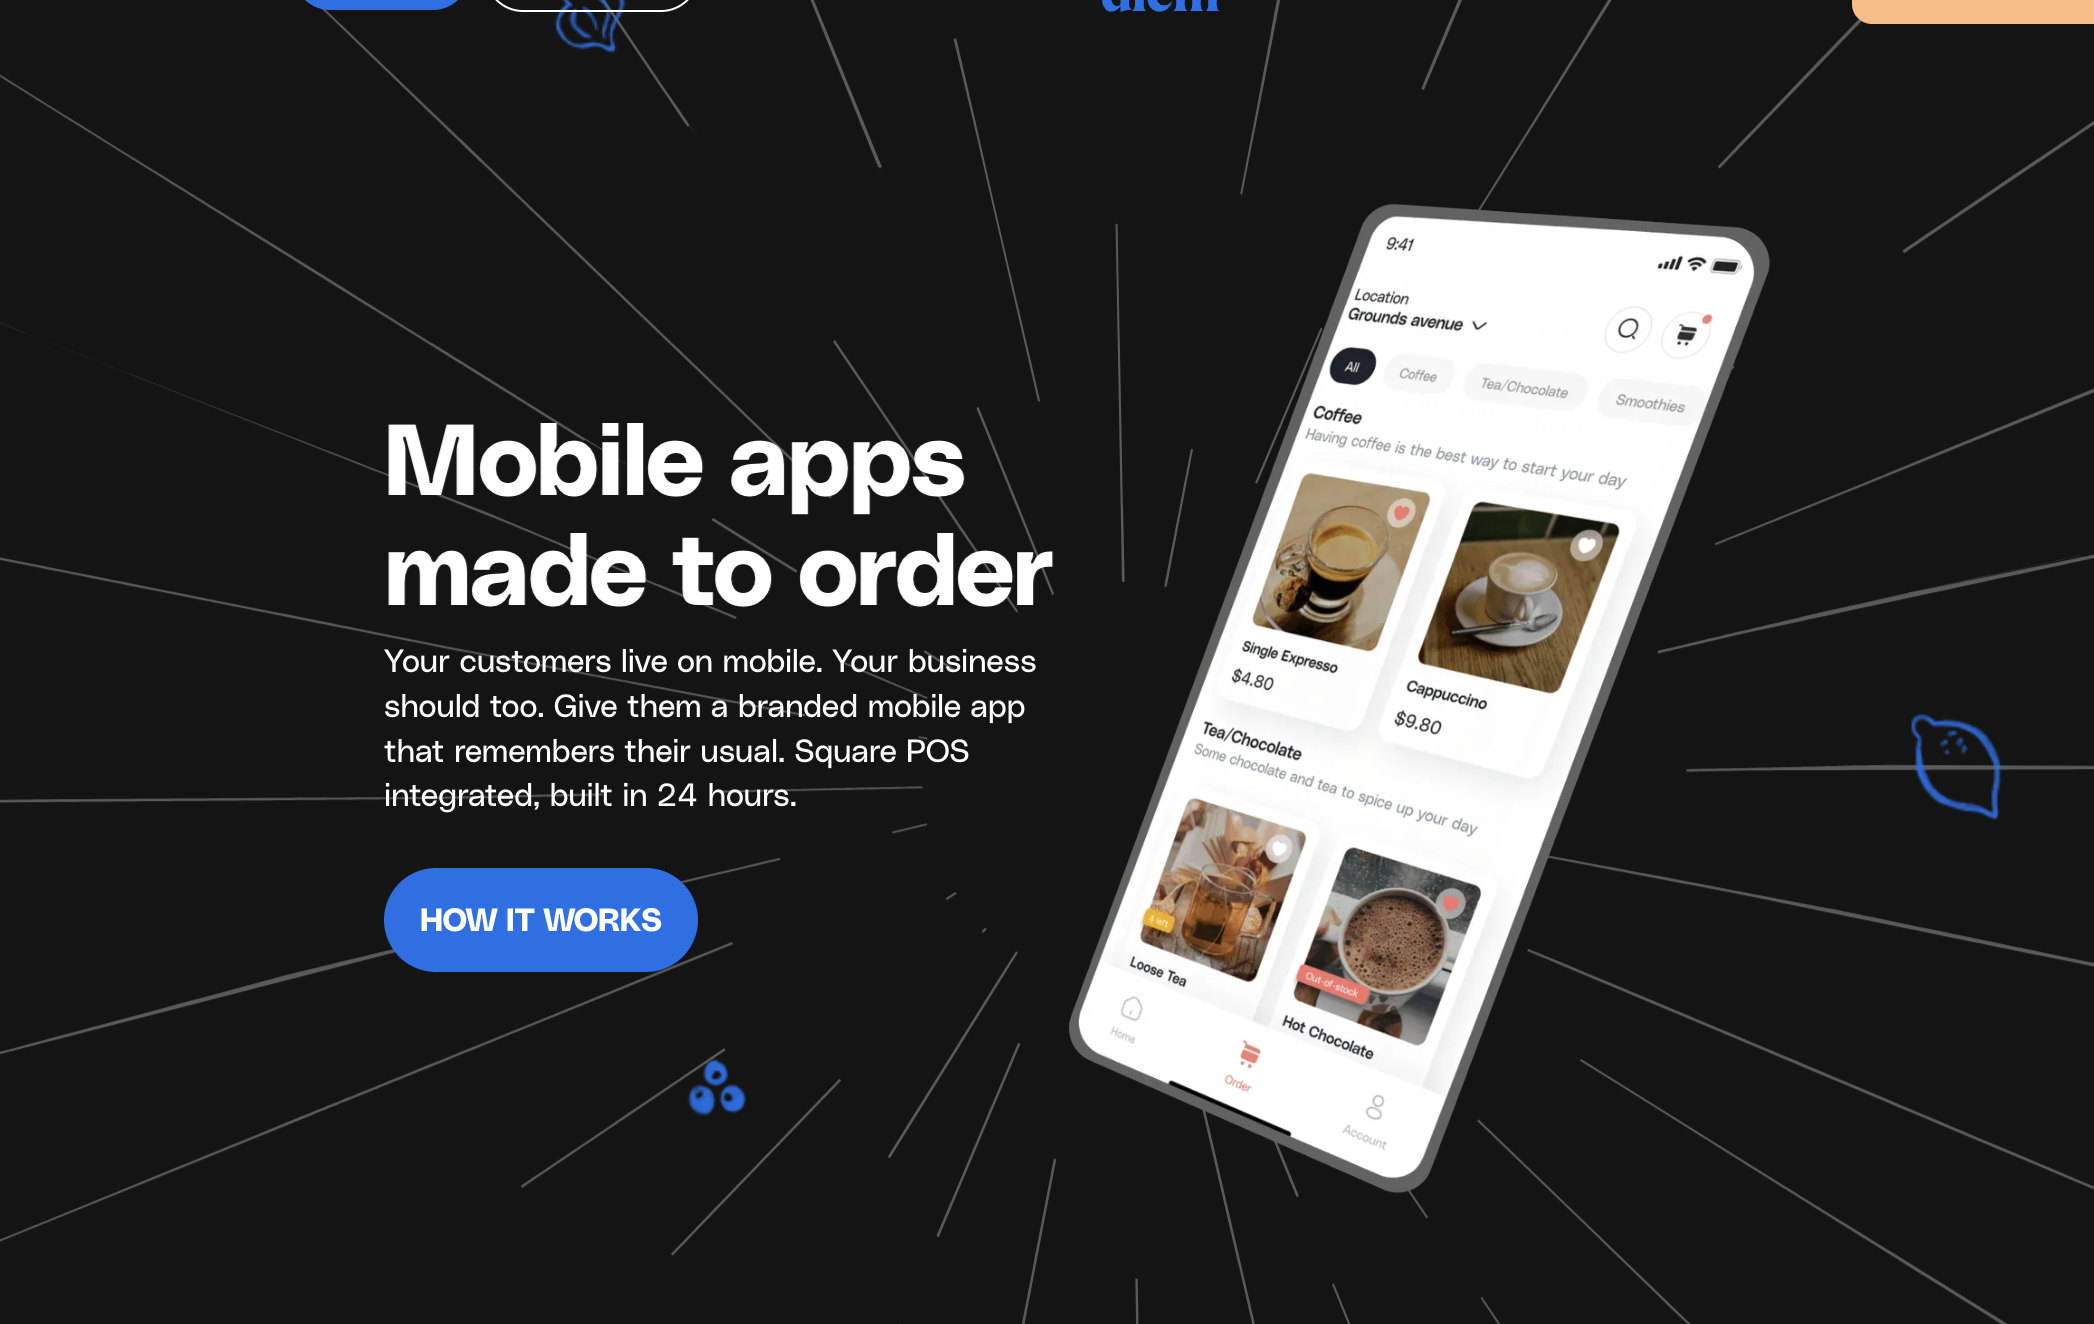 Mobile apps
made to order
Your customers live on mobile. Your business
should too. Give them a branded mobile app
that remembers their usual. Square POS
integrated, built in 24 hours.
HOW IT WORKS
9:41
Location
Grounds avenue
All
Coffee
Tea/Chocolate
Smoothies
Coffee
Having coffee is the best way to start your day
Single Expresso
$4.80
Cappuccino
$9.80
Tea/Chocolate
Some chocolate and tea to spice up your day
4 left
Loose Tea
Out-of-stock
Hot Chocolate
Home
Order
Account